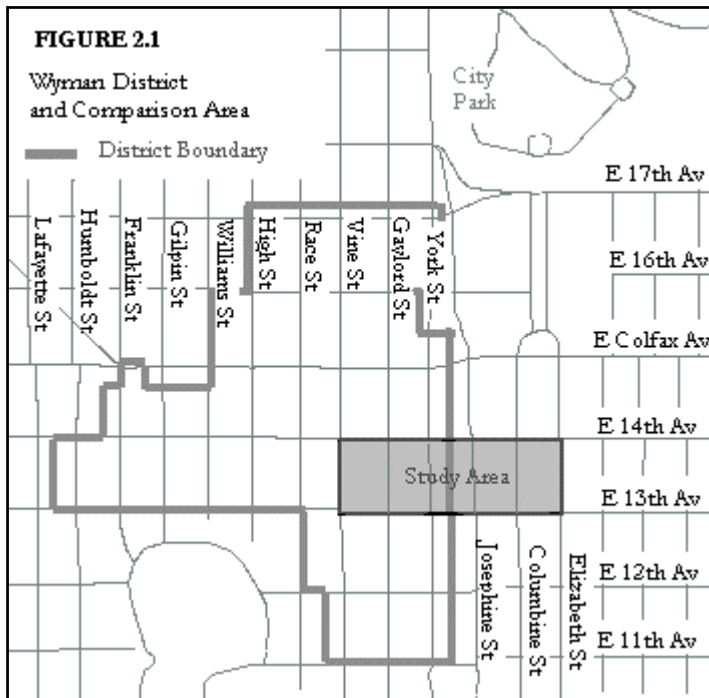 FIGURE 2.1
Wyman District
and Comparison Area
District Boundary
City
Park
E 17th Av
Lafayette St
Humboldt St
Franklin St
Gilpin St
Williams St
High St
Race St
Vine St
Gaylord St
York St
E 16th Av
E Colfax Av
E 14th Av
Study Area
E 13th Av
Josephine St
Columbine St
Elizabeth St
E 12th Av
E 11th Av